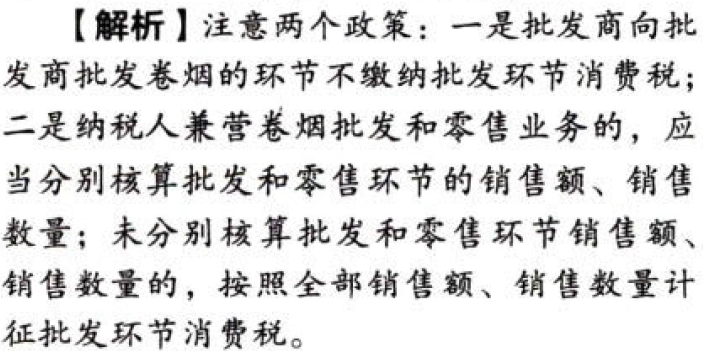 【解析】注意两个政策：一是批发商向批
发商批发卷烟的环节不缴纳批发环节消费税；
二是纳税人兼营卷烟批发和零售业务的，应
当分别核算批发和零售环节的销售额、销售
数量；未分别核算批发和零售环节销售额、
销售数量的，按照全部销售额、销售数量计
征批发环节消费税。